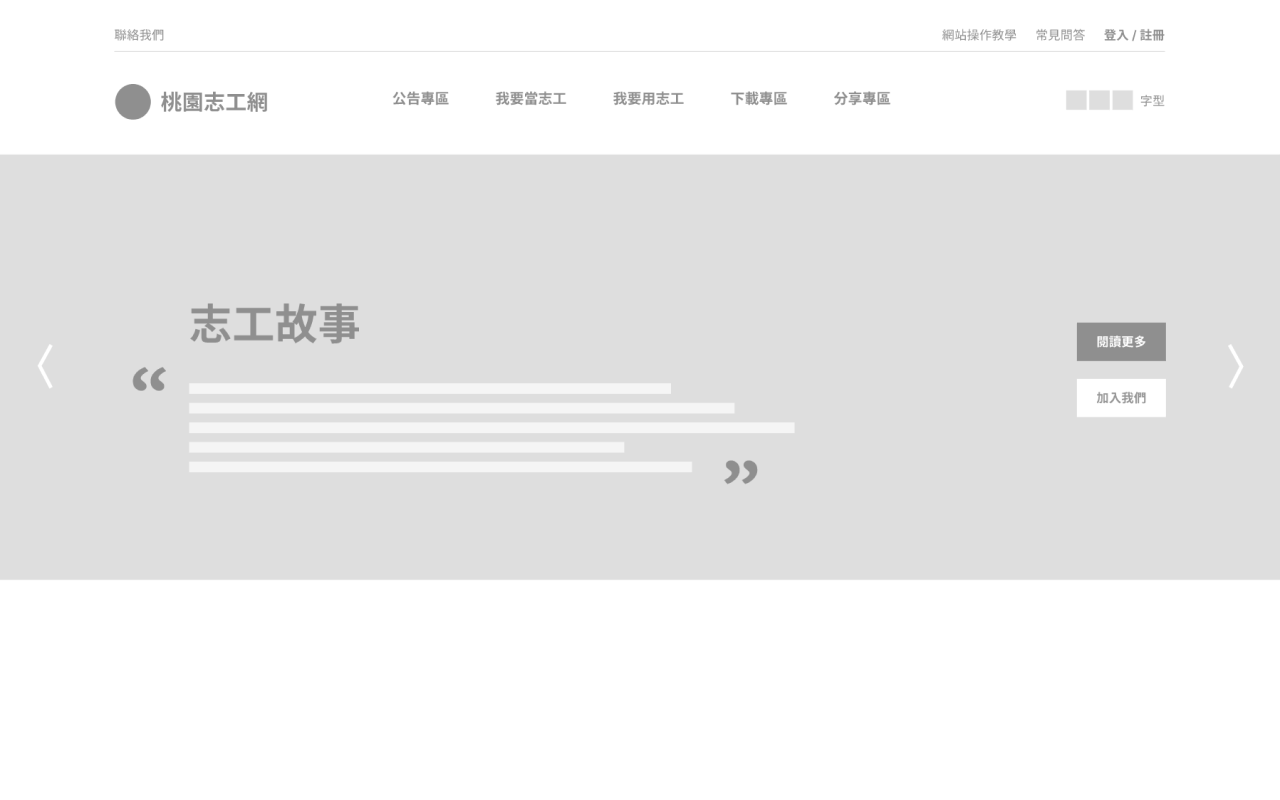 聯絡我們
網站操作教學 常見問答 登入 / 註冊
桃園志工網 公告專區 我要當志工 我要用志工 下載專區 分享專區 字型
志工故事
“
”
閱讀更多
加入我們